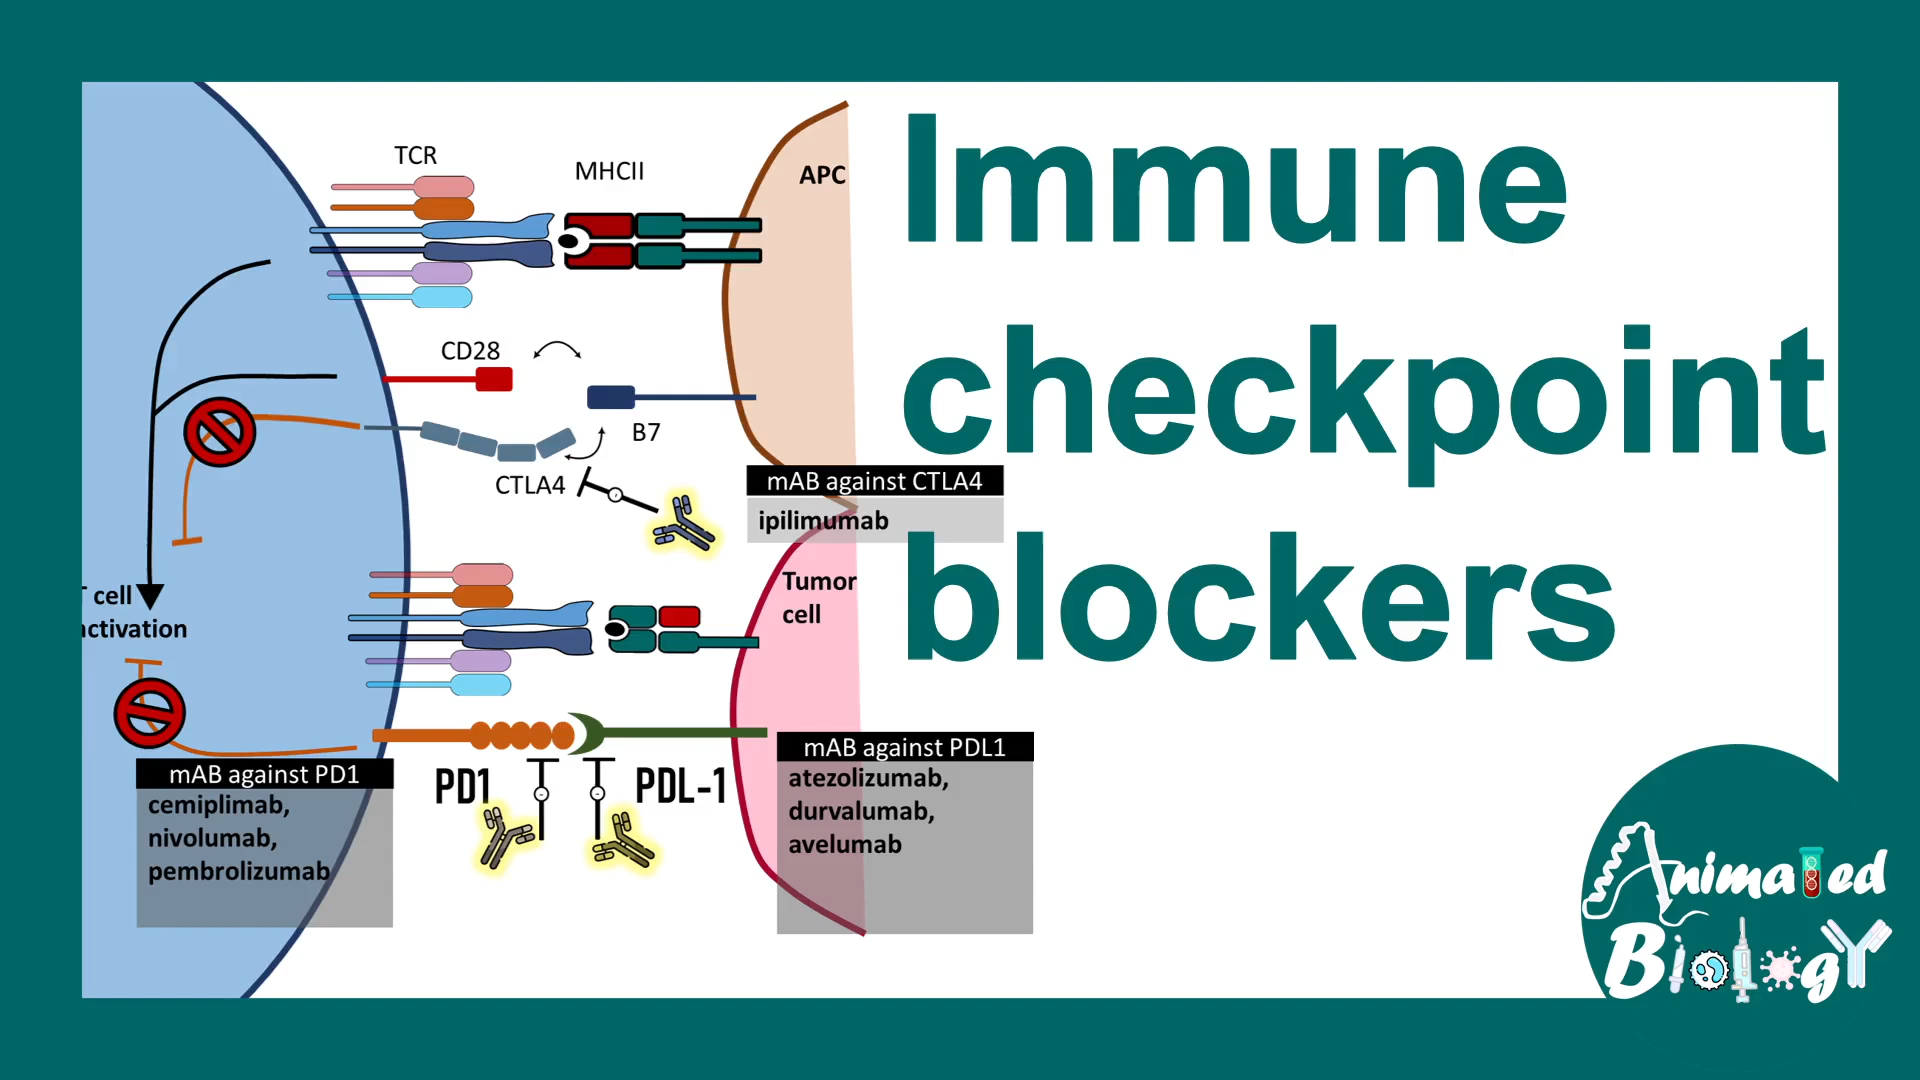 TCR
MHCII
APC
CD28
B7
CTLA4
mAB against CTLA4
ipilimumab
T cell
activation
Tumor
cell
PD1
PDL-1
mAB against PD1
cemiplimab,
nivolumab,
pembrolizumab
mAB against PDL1
atezolizumab,
durvalumab,
avelumab
Immune
checkpoint
blockers
Animated
BiologY